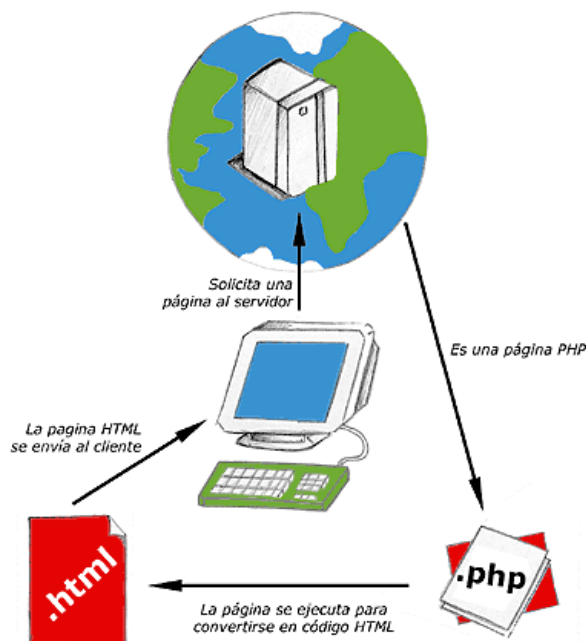 Solicita una
página al servidor
Es una página PHP
La pagina HTML
se envía al cliente
.html
.php
La página se ejecuta para
convertirse en código HTML